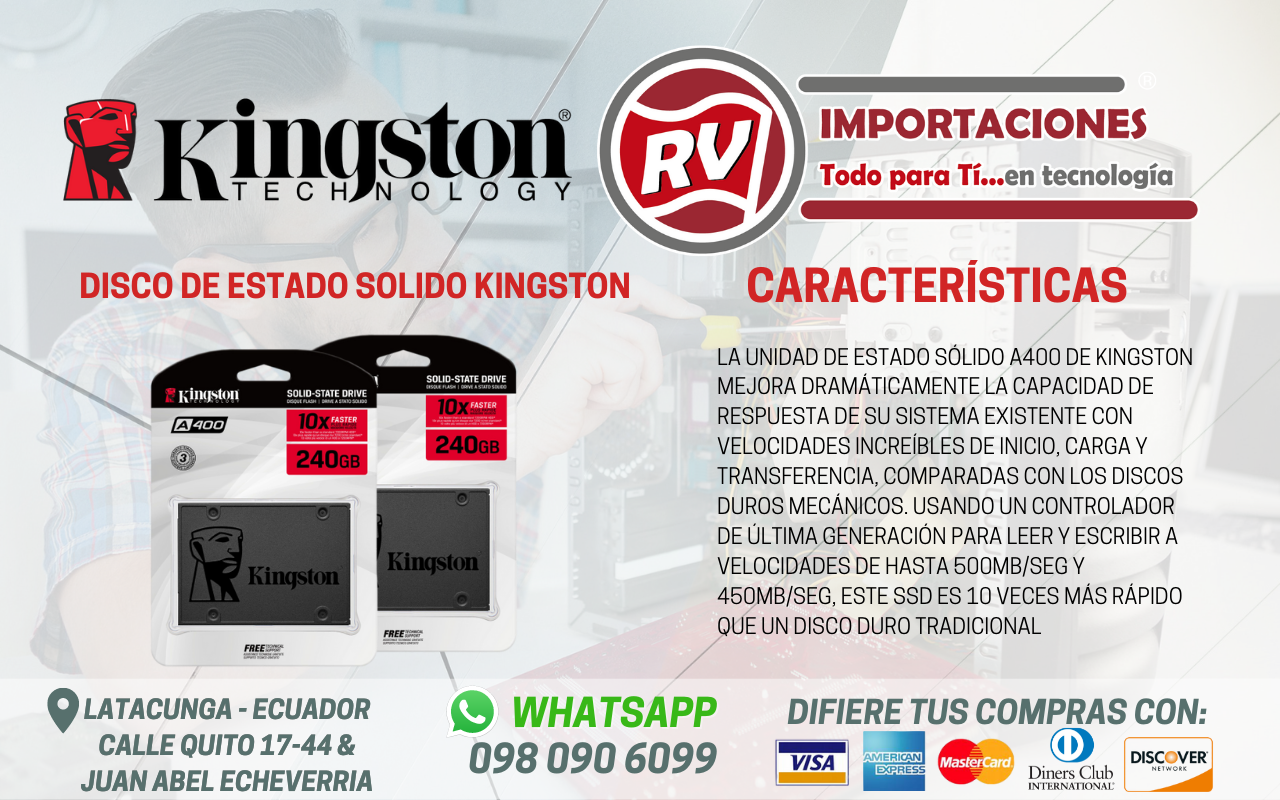 Kingston®
TECHNOLOGY
RV
®
IMPORTACIONES
Todo para Tí...en tecnología
DISCO DE ESTADO SOLIDO KINGSTON
Kingston
TECHNOLOGY
SOLID-STATE DRIVE
DISQUE FLASH | DRIVE A STATO SOLIDO
A400
10x FASTER
240GB
3
Kingston
FREE TECHNICAL SUPPORT
SOLID-STATE DRIVE
DISQUE FLASH | DRIVE A STATO SOLIDO
10x FASTER
240GB
Kingston
FREE TECHNICAL SUPPORT
CARACTERÍSTICAS
LA UNIDAD DE ESTADO SÓLIDO A400 DE KINGSTON
MEJORA DRAMÁTICAMENTE LA CAPACIDAD DE
RESPUESTA DE SU SISTEMA EXISTENTE CON
VELOCIDADES INCREÍBLES DE INICIO, CARGA Y
TRANSFERENCIA, COMPARADAS CON LOS DISCOS
DUROS MECÁNICOS. USANDO UN CONTROLADOR
DE ÚLTIMA GENERACIÓN PARA LEER Y ESCRIBIR A
VELOCIDADES DE HASTA 500MB/SEG Y
450MB/SEG, ESTE SSD ES 10 VECES MÁS RÁPIDO
QUE UN DISCO DURO TRADICIONAL
LATACUNGA - ECUADOR
CALLE QUITO 17-44 &
JUAN ABEL ECHEVERRIA
WHATSAPP
098 090 6099
DIFIERE TUS COMPRAS CON:
VISA
AMERICAN EXPRESS
MasterCard
Diners Club
INTERNATIONAL®
DISCOVER®
NETWORK